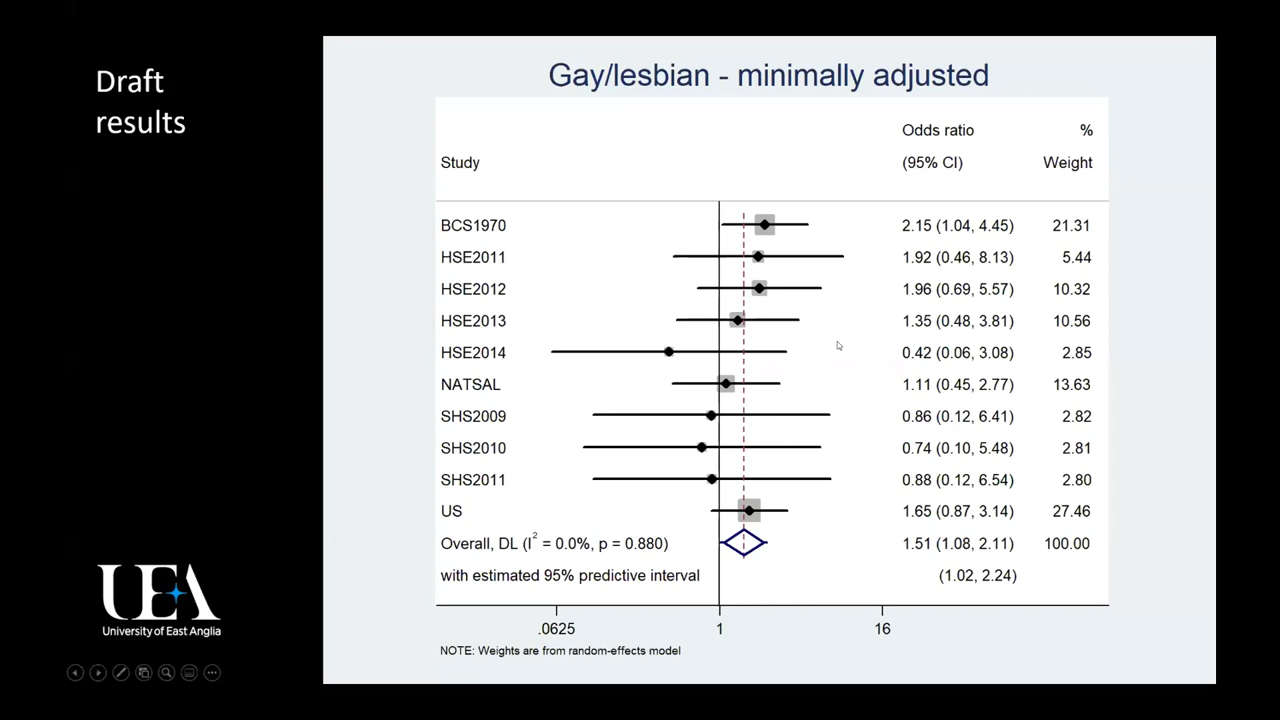 Draft
results
Gay/lesbian - minimally adjusted
Odds ratio %
Study (95% CI) Weight
BCS1970 2.15 (1.04, 4.45) 21.31
HSE2011 1.92 (0.46, 8.13) 5.44
HSE2012 1.96 (0.69, 5.57) 10.32
HSE2013 1.35 (0.48, 3.81) 10.56
HSE2014 0.42 (0.06, 3.08) 2.85
NATSAL 1.11 (0.45, 2.77) 13.63
SHS2009 0.86 (0.12, 6.41) 2.82
SHS2010 0.74 (0.10, 5.48) 2.81
SHS2011 0.88 (0.12, 6.54) 2.80
US 1.65 (0.87, 3.14) 27.46
Overall, DL (I² = 0.0%, p = 0.880) 1.51 (1.08, 2.11) 100.00
with estimated 95% predictive interval (1.02, 2.24)
.0625 1 16
NOTE: Weights are from random-effects model
UEA
University of East Anglia